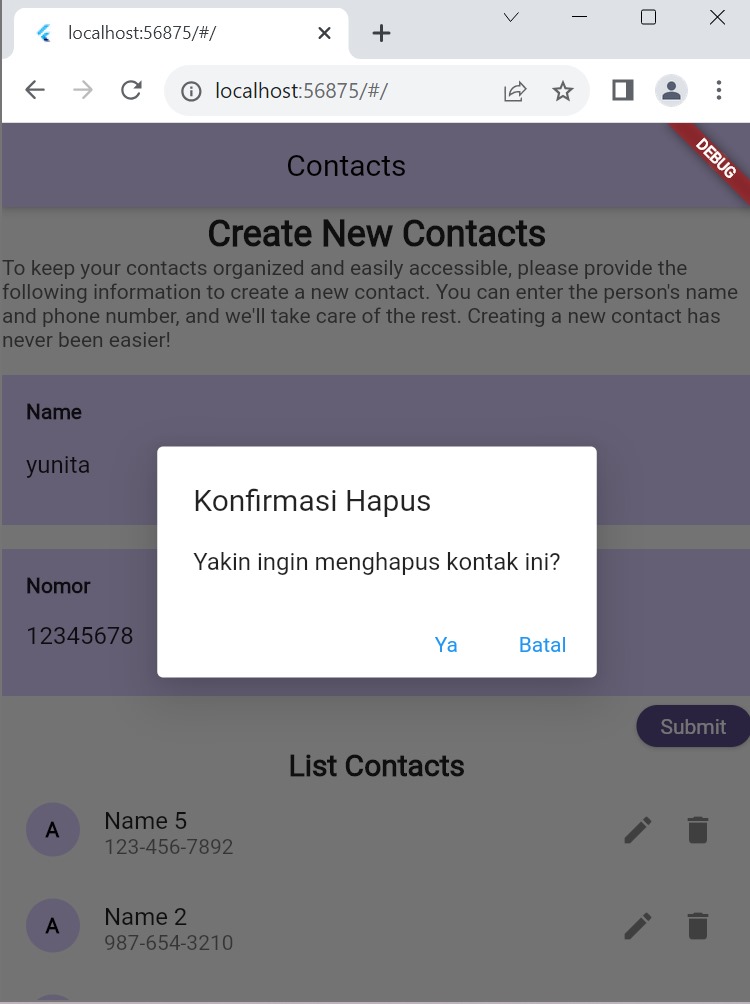 localhost:56875/#/
localhost:56875/#/
Contacts
DEBUG
Create New Contacts
To keep your contacts organized and easily accessible, please provide the
following information to create a new contact. You can enter the person's name
and phone number, and we'll take care of the rest. Creating a new contact has
never been easier!
Name
yunita
Konfirmasi Hapus
Yakin ingin menghapus kontak ini?
Nomor
12345678
Ya Batal
Submit
List Contacts
A
Name 5
123-456-7892
A
Name 2
987-654-3210